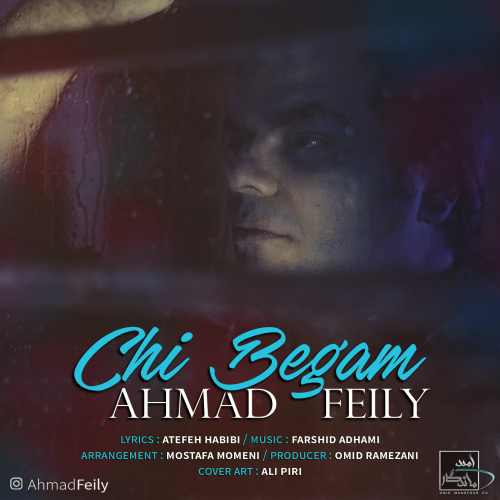 Chi Begam
AHMAD FEILY
LYRICS : ATEFEH HABIBI / MUSIC : FARSHID ADHAMI
ARRANGEMENT : MOSTAFA MOMENI / PRODUCER : OMID RAMEZANI
COVER ART : ALI PIRI
AhmadFeily